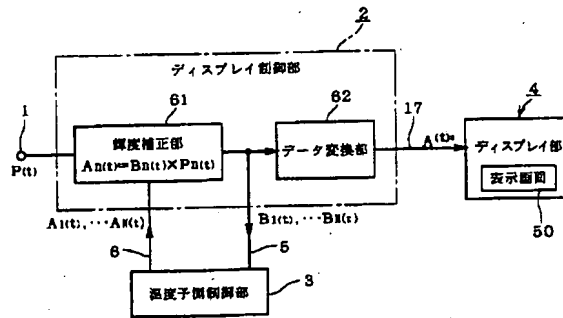 2
ディスプレイ制御部
61
62
4
1
17
輝度補正部
An(t)=Bn(t)×Pn(t)
データ変換部
A(t)=
ディスプレイ部
P(t)
表示画面
50
A1(t),…AN(t)
B1(t),…BN(t)
6
5
温度予測制御部
3